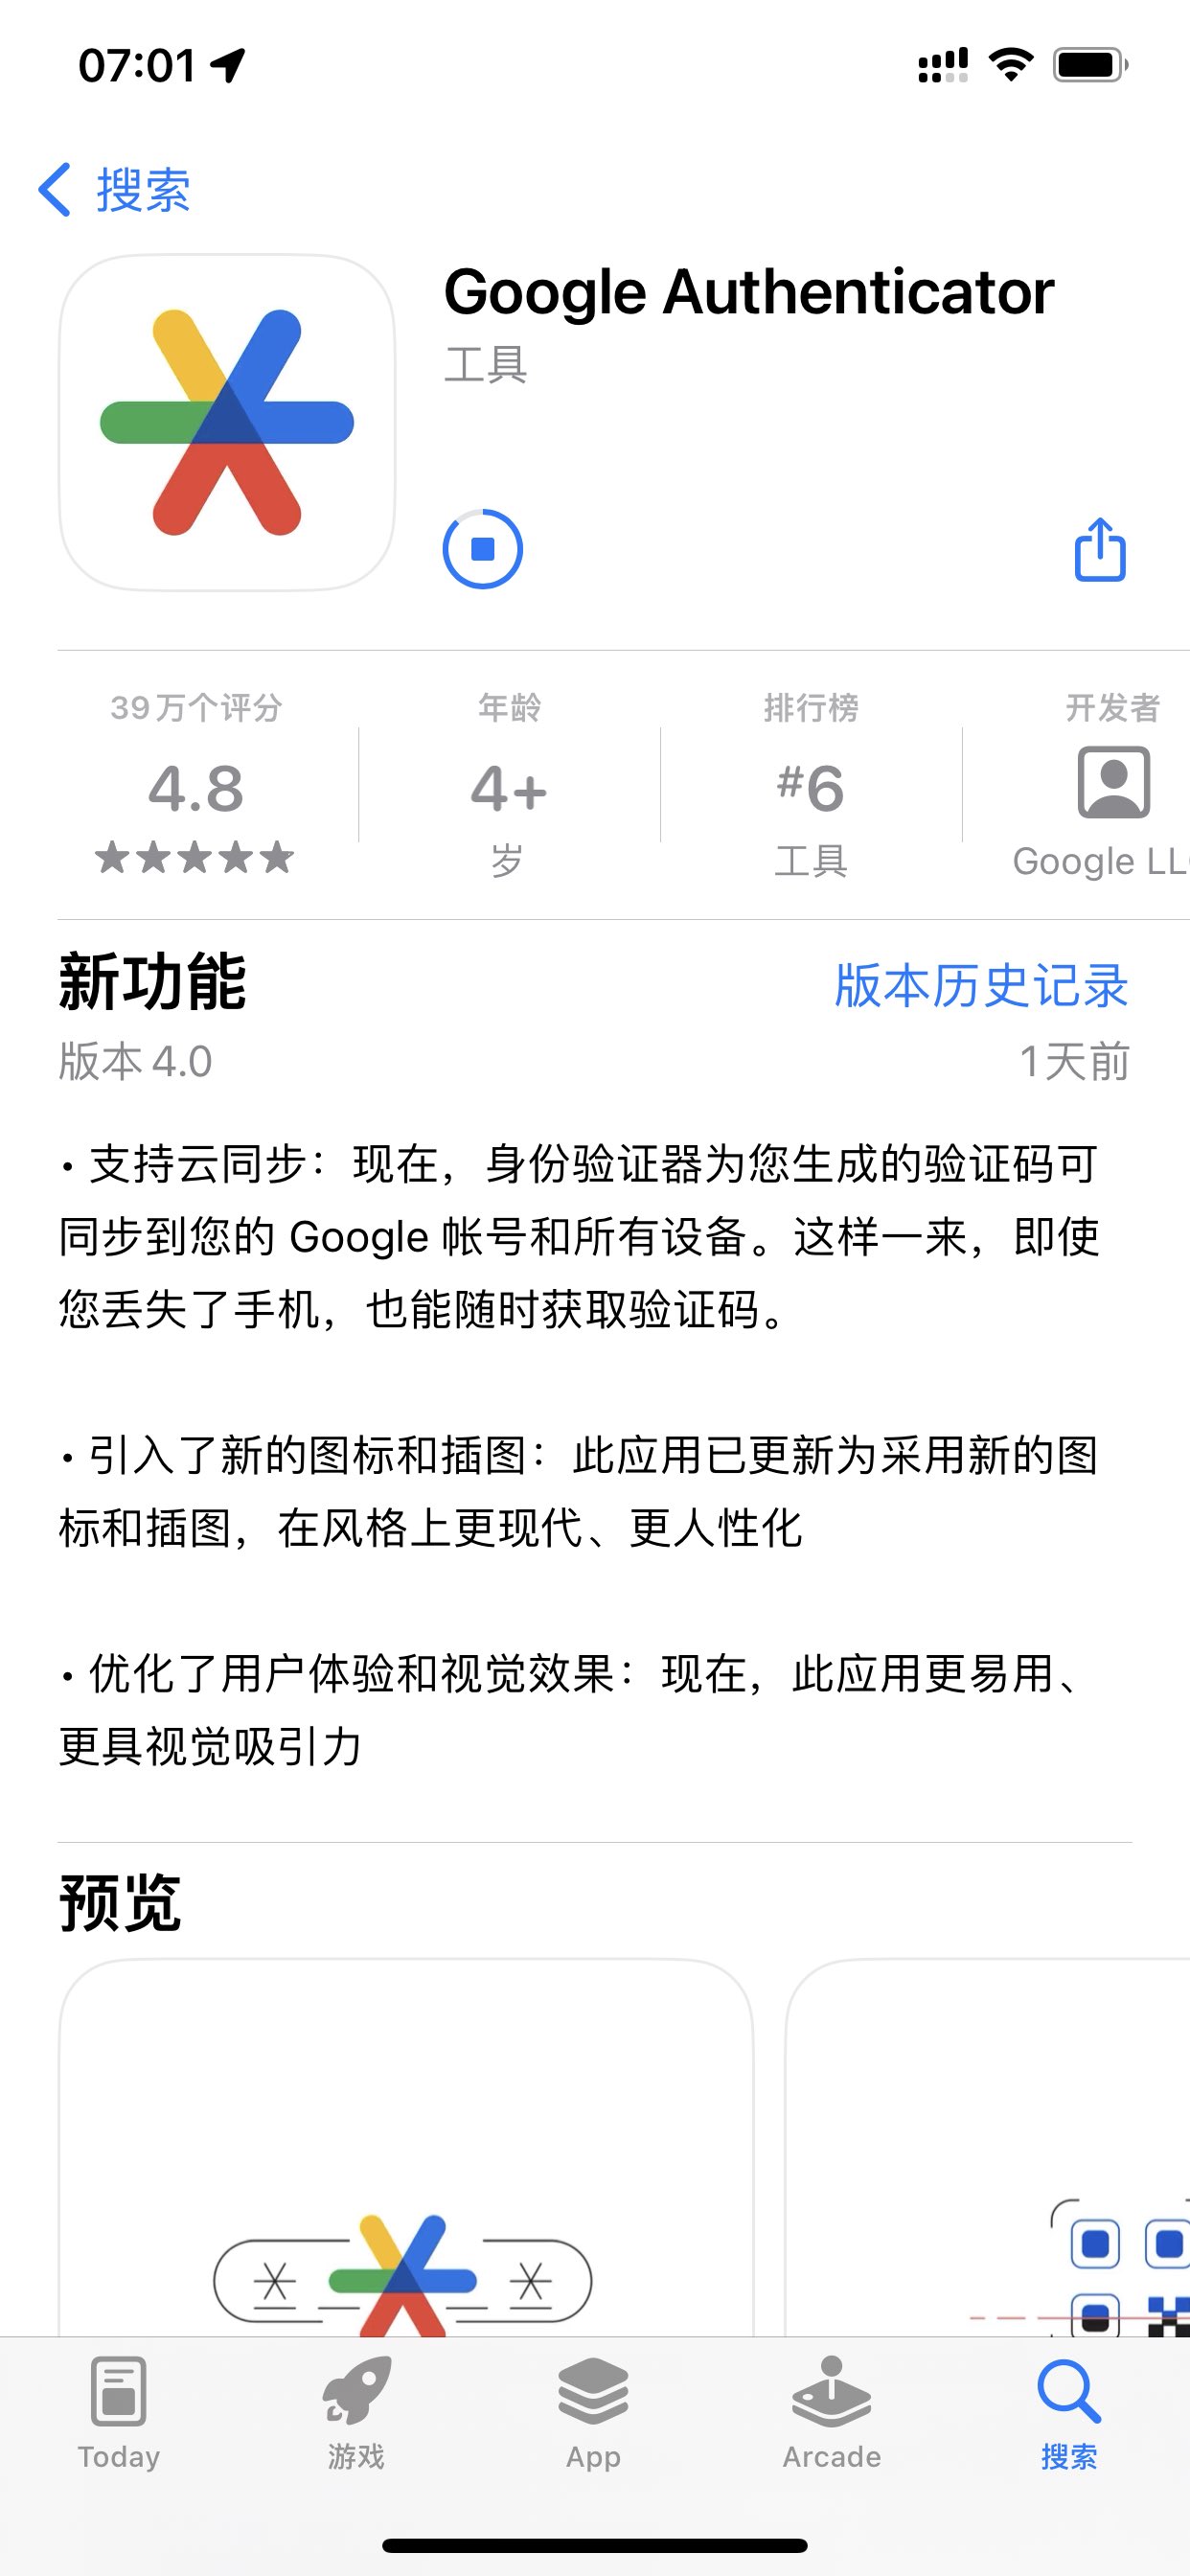 07:01
搜索
Google Authenticator
工具
39万个评分
4.8
年龄
4+
岁
排行榜
#6
工具
开发者
Google LL
新功能
版本历史记录
版本 4.0
1天前
• 支持云同步：现在，身份验证器为您生成的验证码可
同步到您的 Google 帐号和所有设备。这样一来，即使
您丢失了手机，也能随时获取验证码。
• 引入了新的图标和插图：此应用已更新为采用新的图
标和插图，在风格上更现代、更人性化
• 优化了用户体验和视觉效果：现在，此应用更易用、
更具视觉吸引力
预览
Today
游戏
App
Arcade
搜索